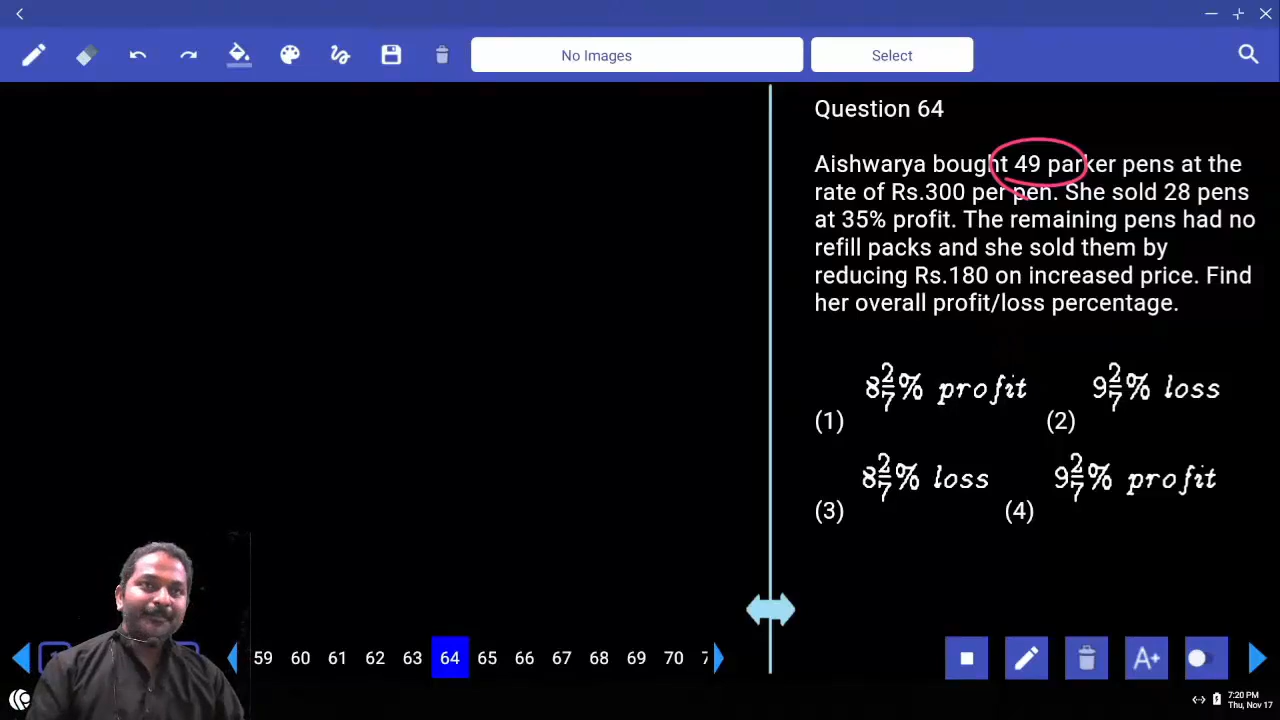 No Images
Select
Question 64
Aishwarya bought 49 parker pens at the
rate of Rs.300 per pen. She sold 28 pens
at 35% profit. The remaining pens had no
refill packs and she sold them by
reducing Rs.180 on increased price. Find
her overall profit/loss percentage.
(1) 8 2/7 % profit (2) 9 2/7 % loss
(3) 8 2/7 % loss (4) 9 2/7 % profit
59 60 61 62 63 64 65 66 67 68 69 70
A+
7:20 PM
Thu, Nov 17